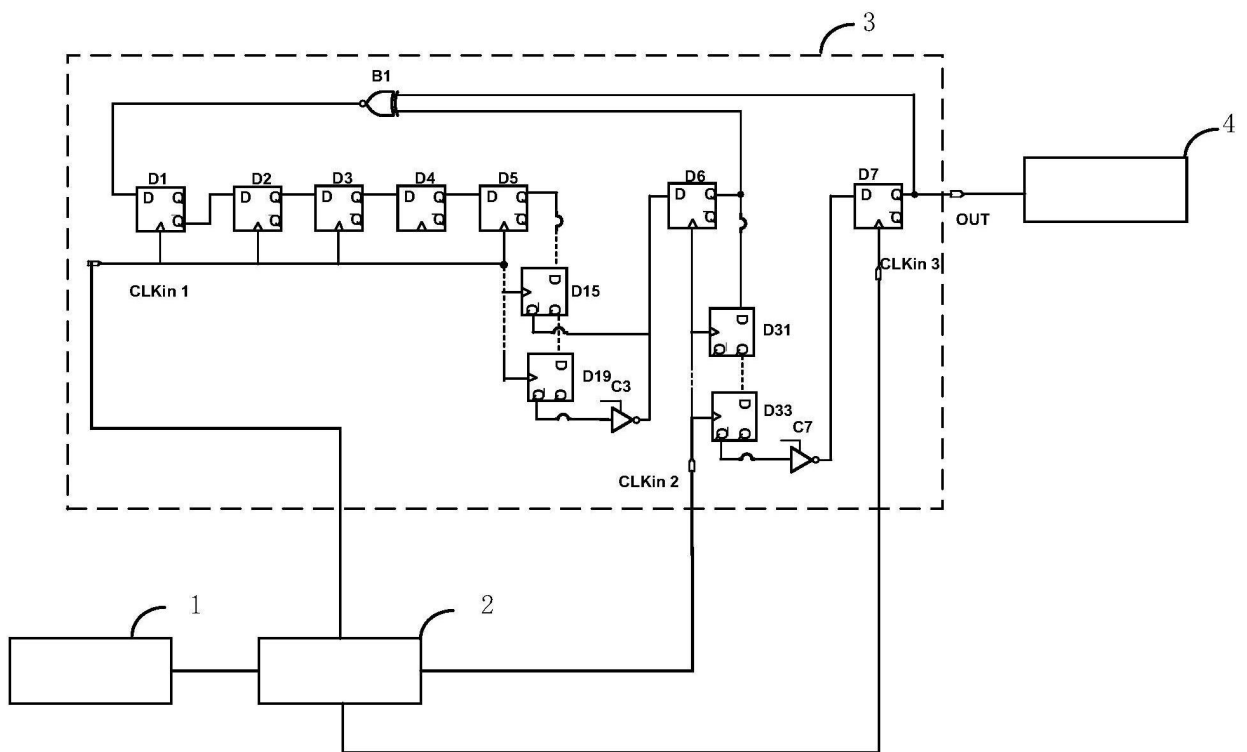 3
B1
4
D1 D2 D3 D4 D5 D6 D7
D Q D Q D Q D Q D Q D Q D Q
Q̅ Q̅ Q̅ Q̅ Q̅ Q̅ Q̅
OUT
CLKin 1
CLKin 3
D
D15
Q̅ Q
D
D31
Q̅ Q
D
D19
Q̅ Q
C3
D
D33
Q̅ Q
C7
CLKin 2
1
2